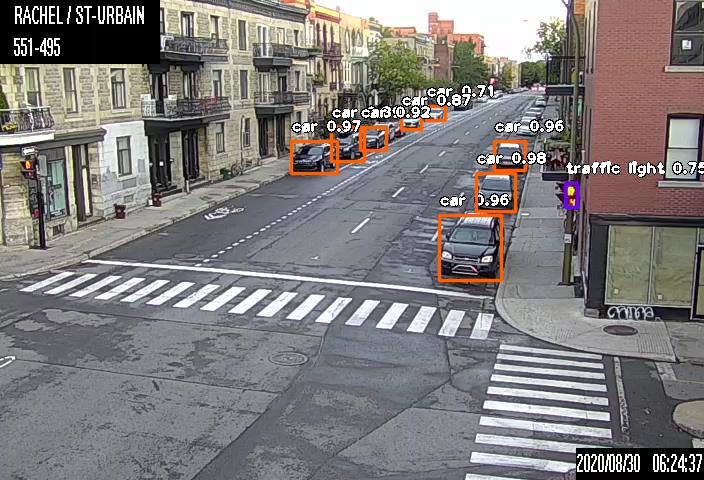 RACHEL / ST-URBAIN
551-495
car 0.71
car 0.87
car 0.92
car 0.97
car 0.96
car 0.98
traffic light 0.75
car 0.96
2020/08/30 06:24:37